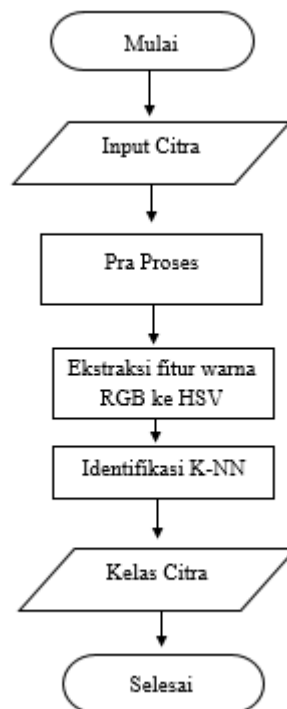 Mulai
Input Citra
Pra Proses
Ekstraksi fitur warna
RGB ke HSV
Identifikasi K-NN
Kelas Citra
Selesai